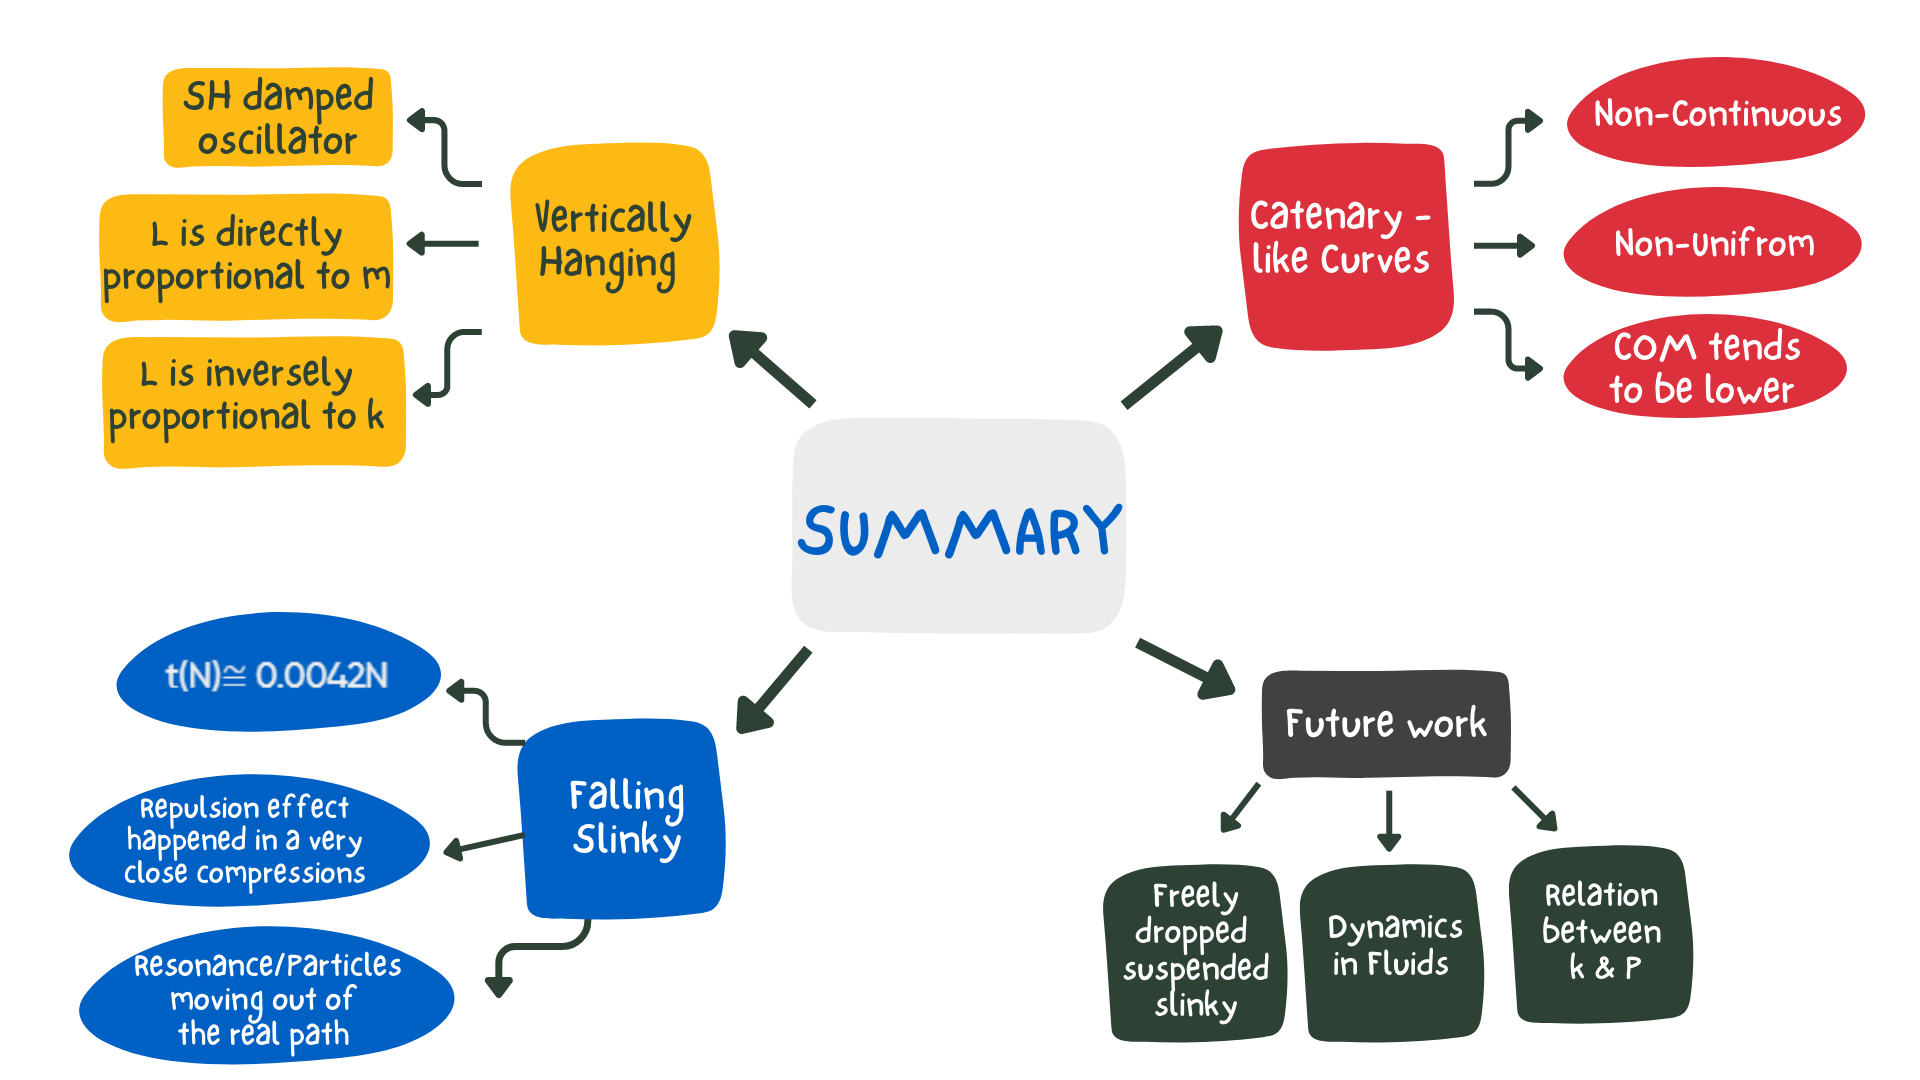 SH damped
oscillator
L is directly
proportional to m
L is inversely
proportional to k
Vertically
Hanging
Catenary -
like Curves
Non-Continuous
Non-Unifrom
COM tends
to be lower
SUMMARY
t(N)≅ 0.0042N
Repulsion effect
happened in a very
close compressions
Resonance/Particles
moving out of
the real path
Falling
Slinky
Future work
Freely
dropped
suspended
slinky
Dynamics
in Fluids
Relation
between
k & P